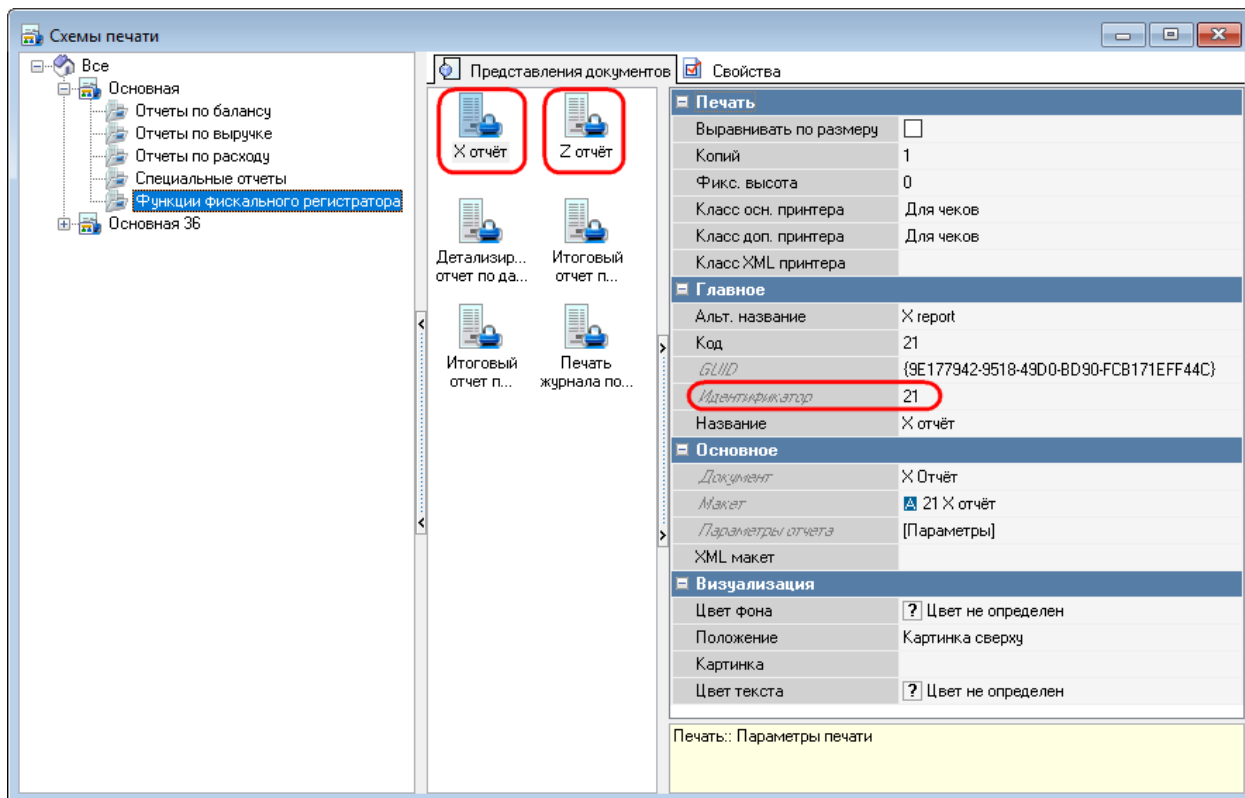 Схемы печати
Все
Основная
Отчеты по балансу
Отчеты по выручке
Отчеты по расходу
Специальные отчеты
Функции фискального регистратора
Основная 36
Представления документов
Свойства
X отчёт
Z отчёт
Детализир...
отчет по да...
Итоговый
отчет п...
Итоговый
отчет п...
Печать
журнала по...
Печать
Выравнивать по размеру
Копий 1
Фикс. высота 0
Класс осн. принтера Для чеков
Класс доп. принтера Для чеков
Класс XML принтера
Главное
Альт. название X report
Код 21
GUID {9E177942-9518-49D0-BD90-FCB171EFF44C}
Идентификатор 21
Название X отчёт
Основное
Документ X Отчёт
Макет A 21 X отчёт
Параметры отчета [Параметры]
XML макет
Визуализация
Цвет фона ? Цвет не определен
Положение Картинка сверху
Картинка
Цвет текста ? Цвет не определен
Печать:: Параметры печати